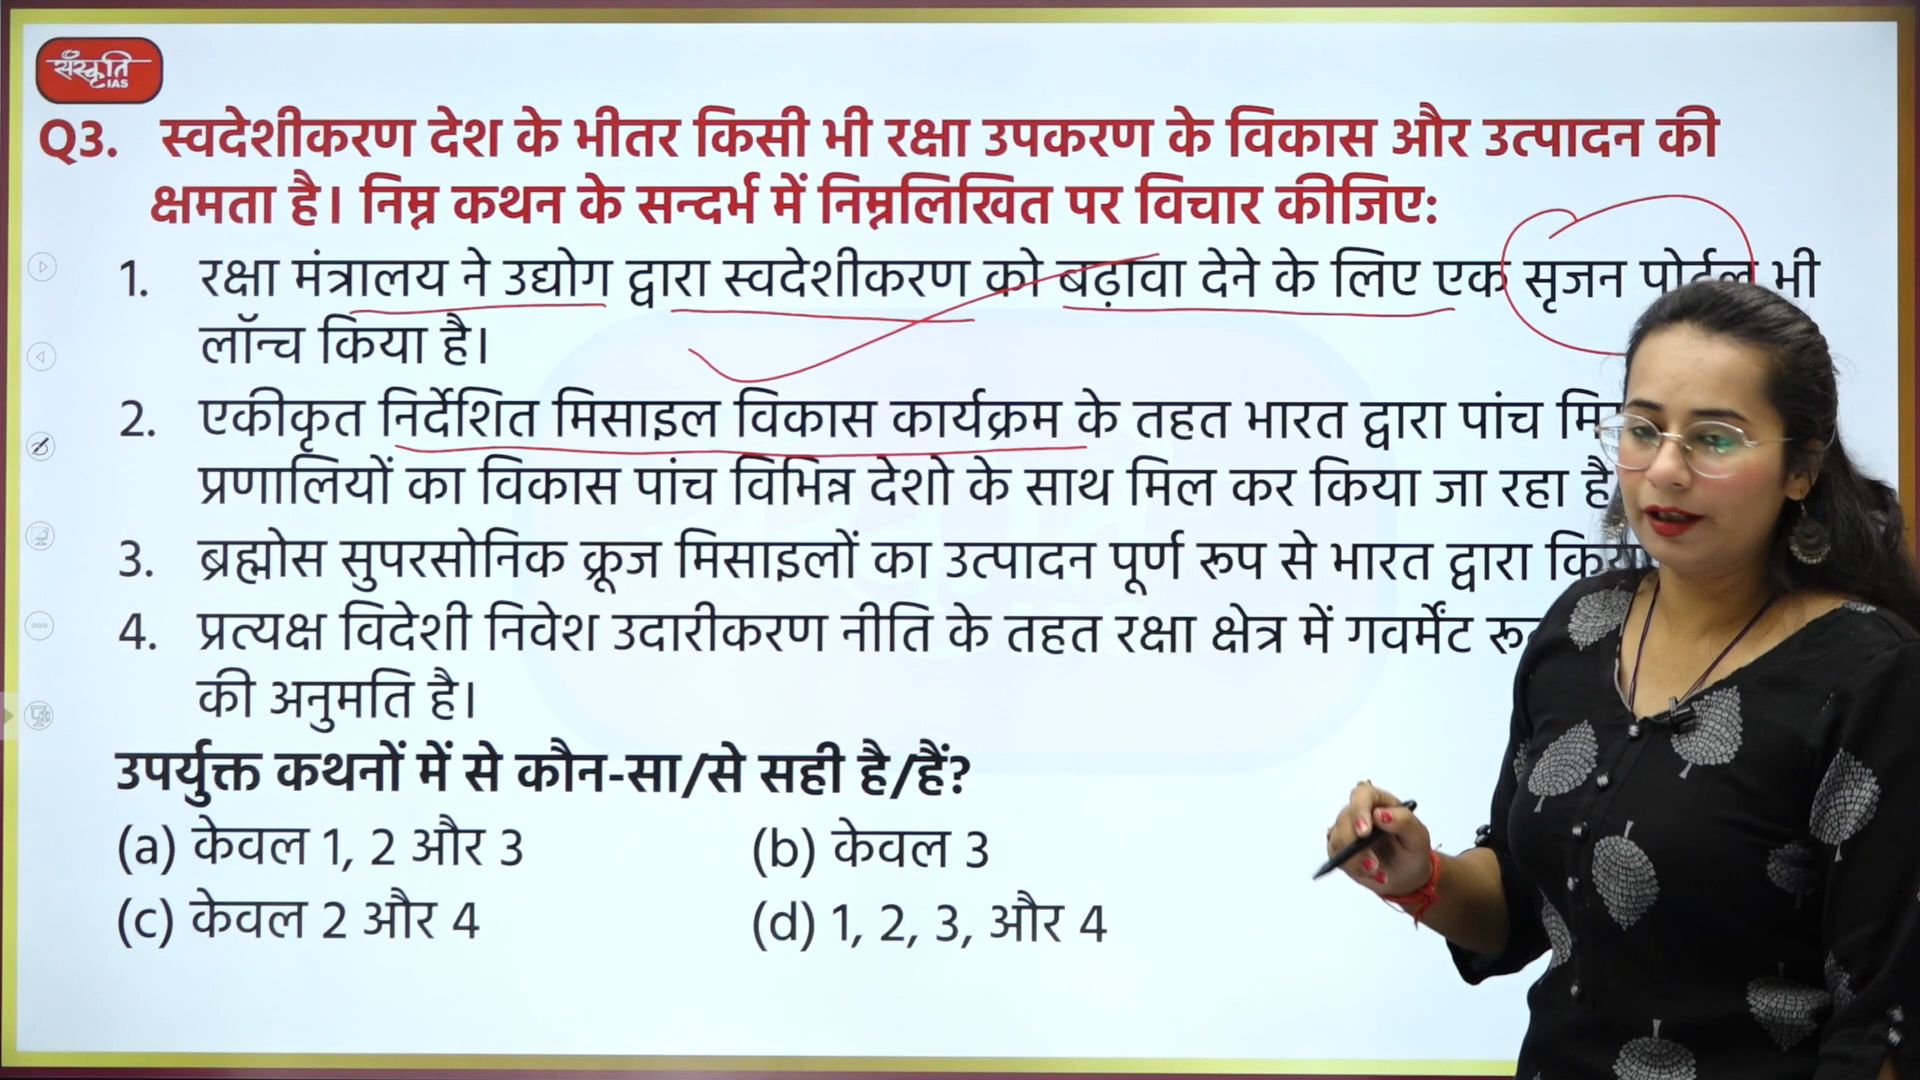 संस्कृति
IAS
Q3. स्वदेशीकरण देश के भीतर किसी भी रक्षा उपकरण के विकास और उत्पादन की
क्षमता है। निम्न कथन के सन्दर्भ में निम्नलिखित पर विचार कीजिए:
1. रक्षा मंत्रालय ने उद्योग द्वारा स्वदेशीकरण को बढ़ावा देने के लिए एक सृजन पोर्टल भी
लॉन्च किया है।
2. एकीकृत निर्देशित मिसाइल विकास कार्यक्रम के तहत भारत द्वारा पांच
प्रणालियों का विकास पांच विभिन्न देशो के साथ मिल कर किया जा रहा है
3. ब्रह्मोस सुपरसोनिक क्रूज मिसाइलों का उत्पादन पूर्ण रूप से भारत द्वारा
4. प्रत्यक्ष विदेशी निवेश उदारीकरण नीति के तहत रक्षा क्षेत्र में गवर्मेंट
की अनुमति है।
उपर्युक्त कथनों में से कौन-सा/से सही है/हैं?
(a) केवल 1, 2 और 3 (b) केवल 3
(c) केवल 2 और 4 (d) 1, 2, 3, और 4